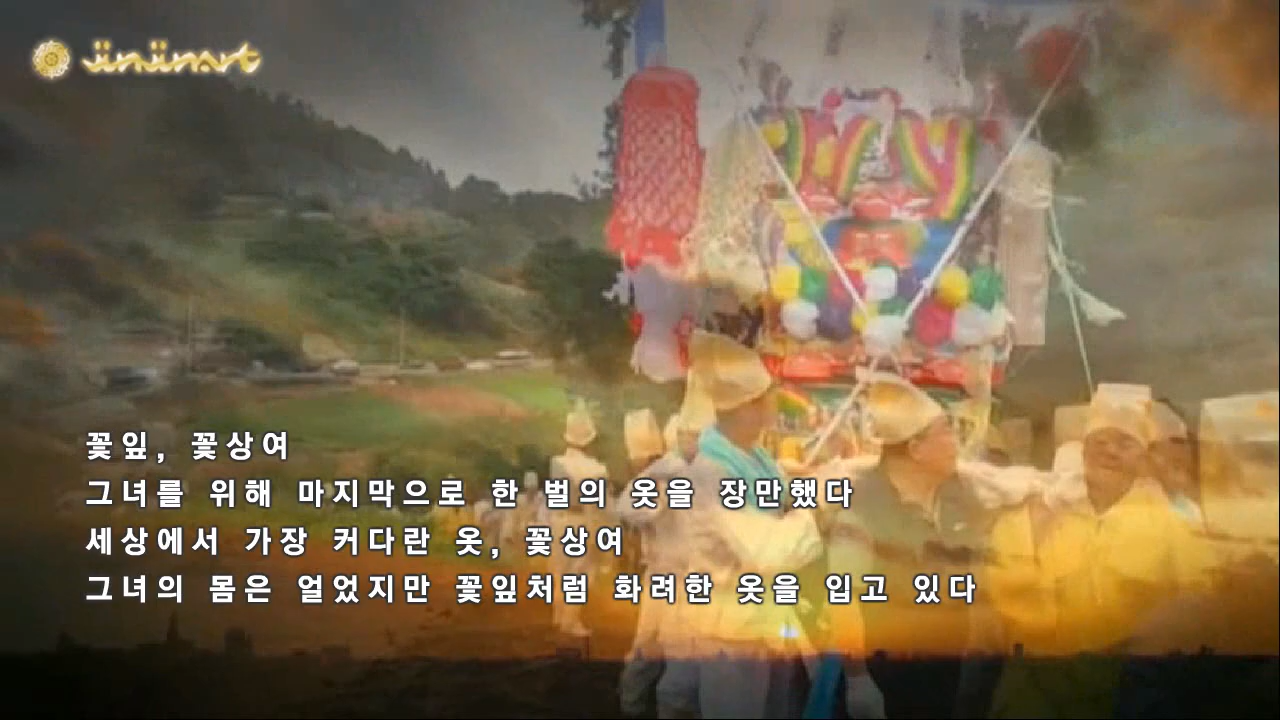 jinjinart
꽃잎, 꽃상여
그녀를 위해 마지막으로 한 벌의 옷을 장만했다
세상에서 가장 커다란 옷, 꽃상여
그녀의 몸은 얼었지만 꽃잎처럼 화려한 옷을 입고 있다